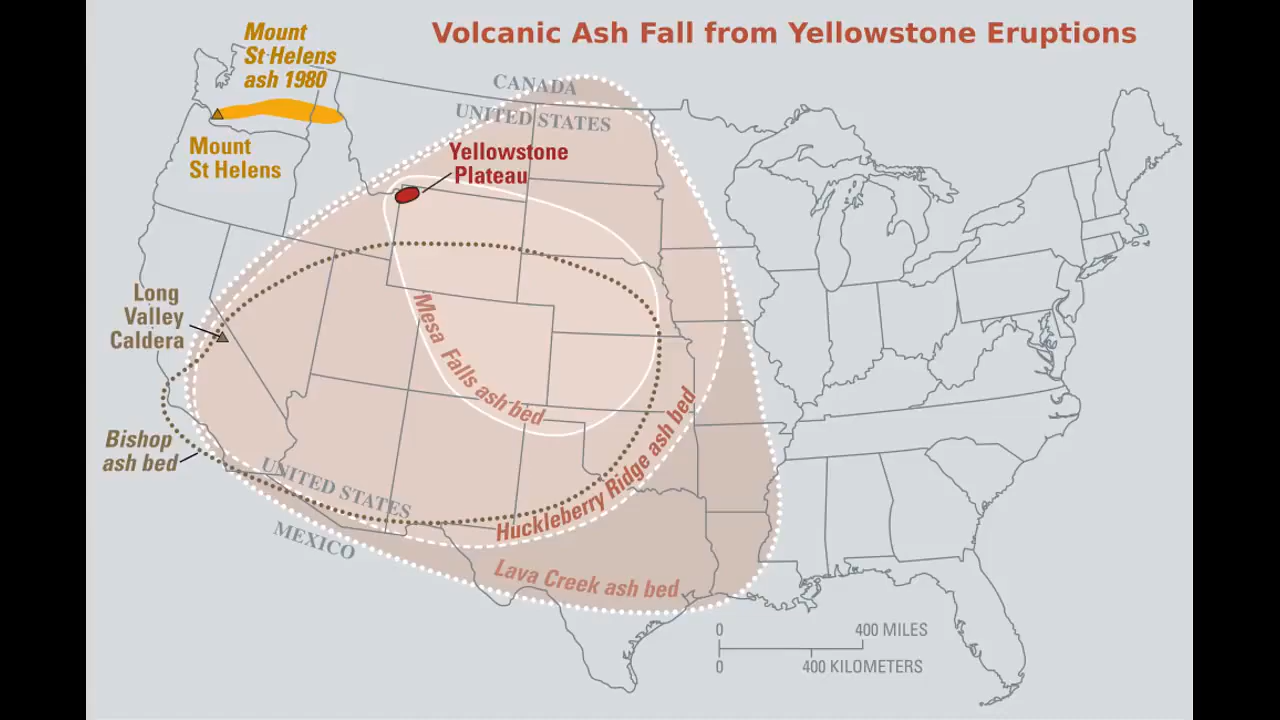 Volcanic Ash Fall from Yellowstone Eruptions
Mount
St Helens
ash 1980
CANADA
UNITED STATES
Mount
St Helens
Yellowstone
Plateau
Long
Valley
Caldera
Mesa Falls ash bed
Bishop
ash bed
Huckleberry Ridge ash bed
UNITED STATES
MEXICO
Lava Creek ash bed
0 400 MILES
0 400 KILOMETERS